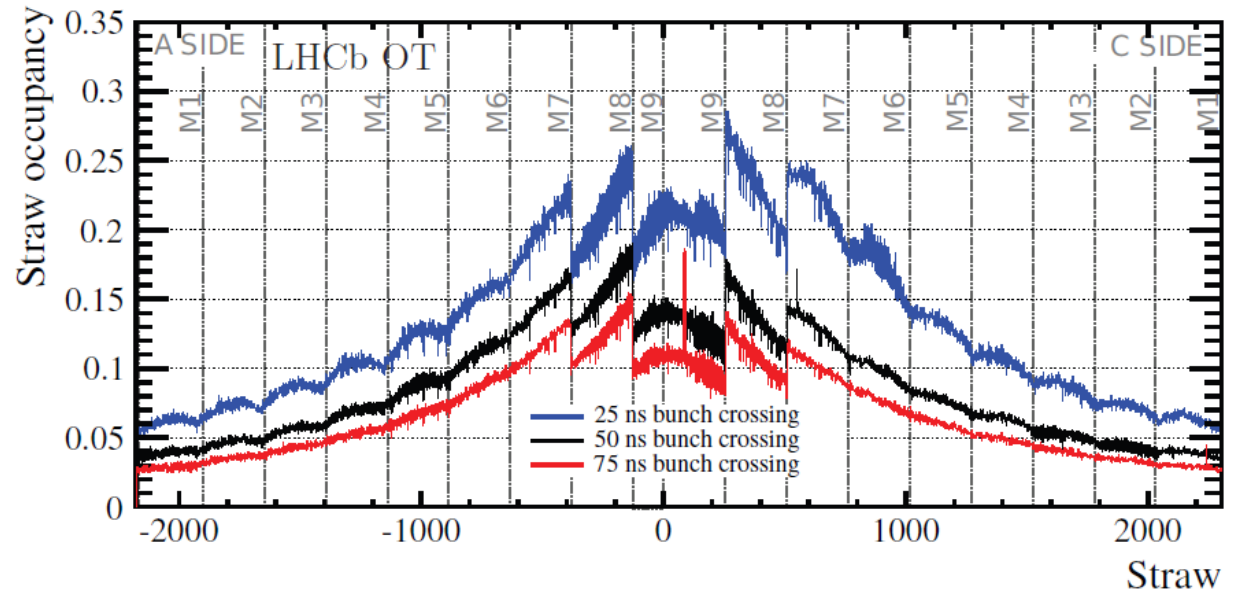 Straw occupancy
0.35
0.3
0.25
0.2
0.15
0.1
0.05
0
A SIDE
LHCb OT
C SIDE
M1 M2 M3 M4 M5 M6 M7 M8 M9 M9 M8 M7 M6 M5 M4 M3 M2 M1
25 ns bunch crossing
50 ns bunch crossing
75 ns bunch crossing
-2000 -1000 0 1000 2000
Straw